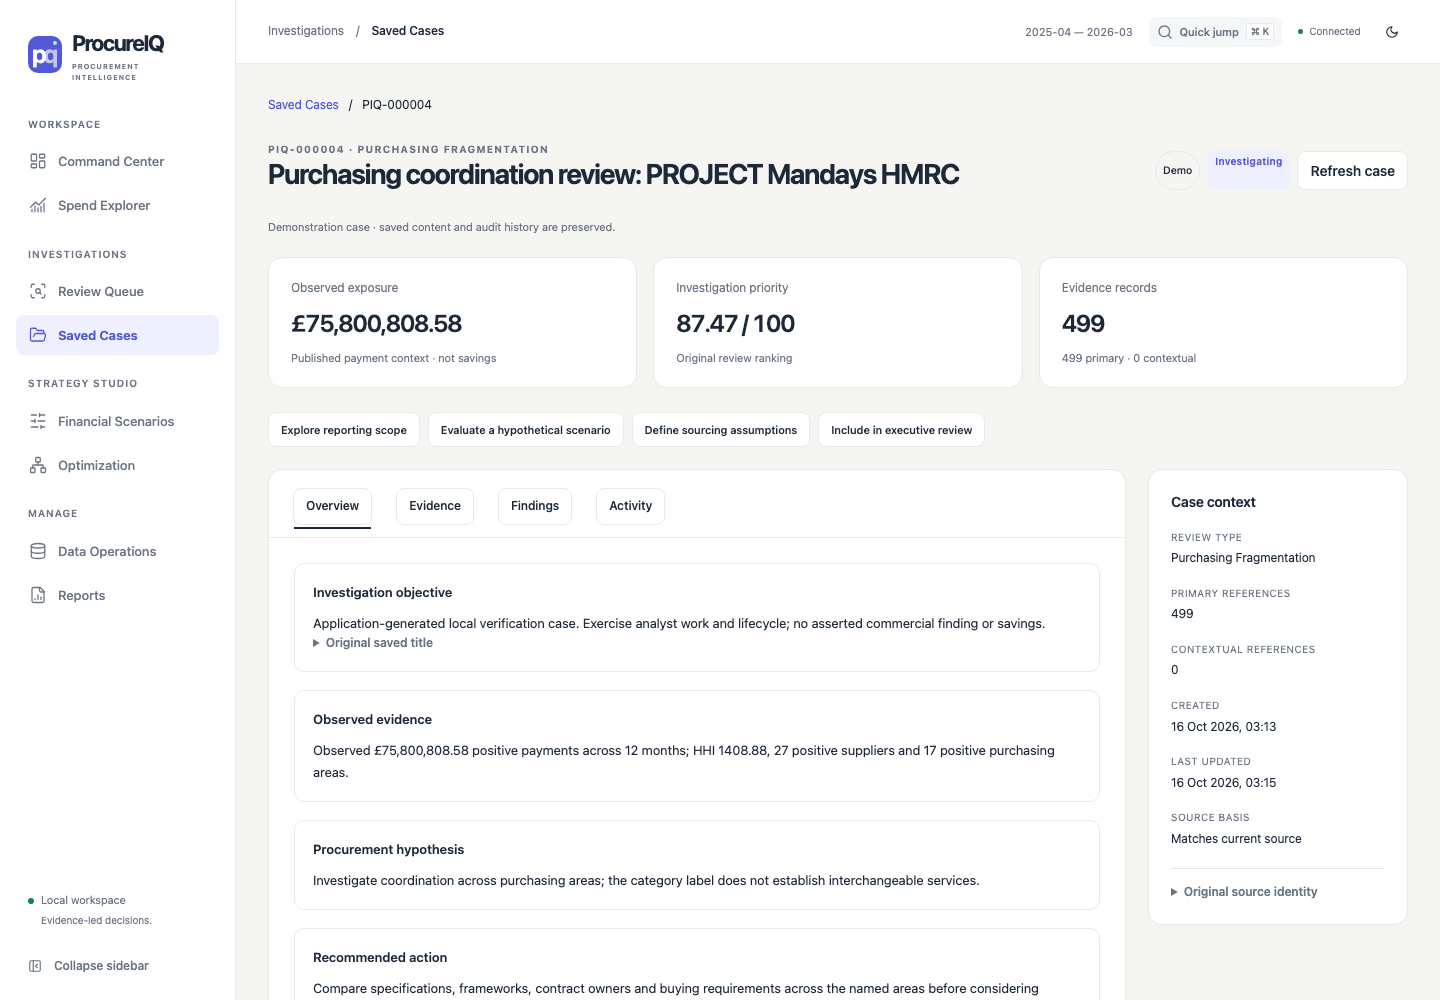 pq
ProcureIQ
PROCUREMENT
INTELLIGENCE
WORKSPACE
Command Center
Spend Explorer
INVESTIGATIONS
Review Queue
Saved Cases
STRATEGY STUDIO
Financial Scenarios
Optimization
MANAGE
Data Operations
Reports
Local workspace
Evidence-led decisions.
Collapse sidebar
Investigations / Saved Cases
2025-04 — 2026-03
Quick jump ⌘ K
Connected
Saved Cases / PIQ-000004
PIQ-000004 · PURCHASING FRAGMENTATION
Purchasing coordination review: PROJECT Mandays HMRC
Demo
Investigating
Refresh case
Demonstration case · saved content and audit history are preserved.
Observed exposure
£75,800,808.58
Published payment context · not savings
Investigation priority
87.47 / 100
Original review ranking
Evidence records
499
499 primary · 0 contextual
Explore reporting scope
Evaluate a hypothetical scenario
Define sourcing assumptions
Include in executive review
Overview
Evidence
Findings
Activity
Investigation objective
Application-generated local verification case. Exercise analyst work and lifecycle; no asserted commercial finding or savings.
Original saved title
Observed evidence
Observed £75,800,808.58 positive payments across 12 months; HHI 1408.88, 27 positive suppliers and 17 positive purchasing
areas.
Procurement hypothesis
Investigate coordination across purchasing areas; the category label does not establish interchangeable services.
Recommended action
Compare specifications, frameworks, contract owners and buying requirements across the named areas before considering
Case context
REVIEW TYPE
Purchasing Fragmentation
PRIMARY REFERENCES
499
CONTEXTUAL REFERENCES
0
CREATED
16 Oct 2026, 03:13
LAST UPDATED
16 Oct 2026, 03:15
SOURCE BASIS
Matches current source
Original source identity